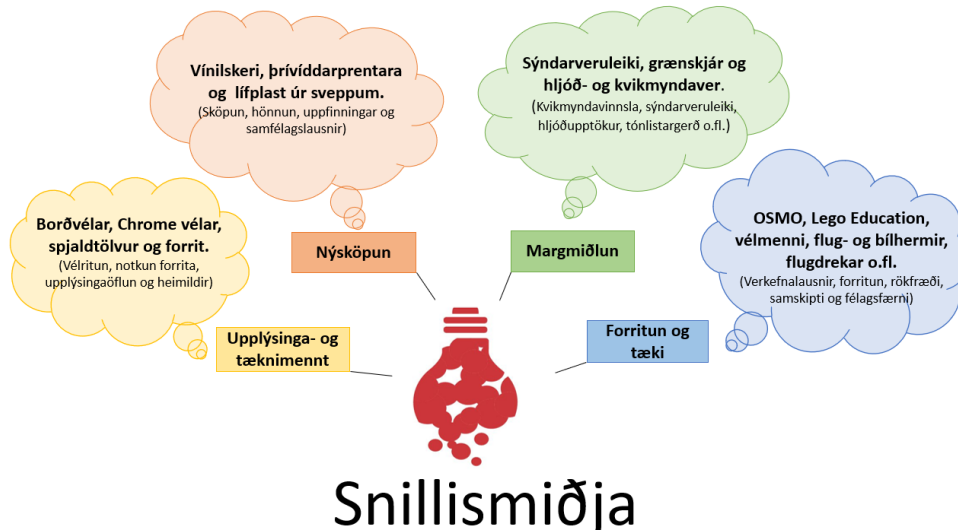 Vínilskeri, þrívíddarprentara
og lífplast úr sveppum.
(Sköpun, hönnun, uppfinningar og
samfélagslausnir)
Sýndarveruleiki, grænskjár og
hljóð- og kvikmyndaver.
(Kvikmyndavinnsla, sýndarveruleiki,
hljóðupptökur, tónlistargerð o.fl.)
Borðvélar, Chrome vélar,
spjaldtölvur og forrit.
(Vélritun, notkun forrita,
upplýsingaöflun og heimildir)
OSMO, Lego Education,
vélmenni, flug- og bílhermir,
flugdrekar o.fl.
(Verkefnalausnir, forritun, rökfræði,
samskipti og félagsfærni)
Nýsköpun
Margmiðlun
Upplýsinga- og
tæknimennt
Forritun og
tæki
Snillismiðja